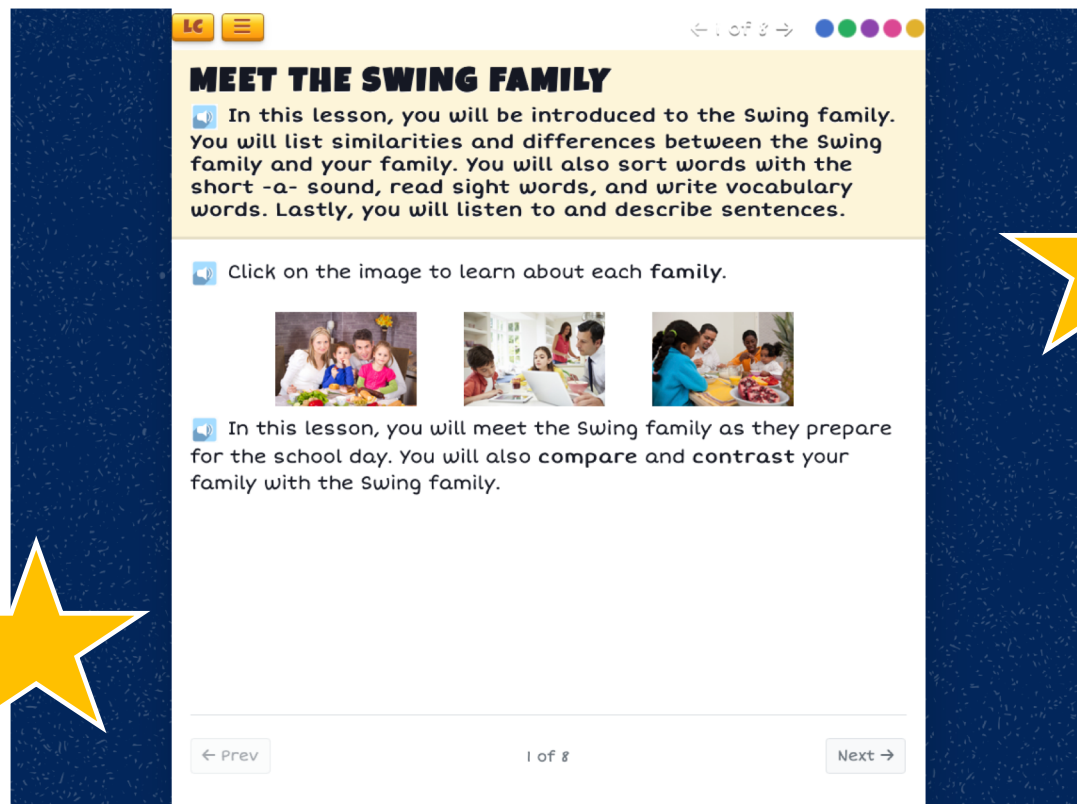 LC
← 1 of 8 →
MEET THE SWING FAMILY
In this lesson, you will be introduced to the Swing family.
You will list similarities and differences between the Swing
family and your family. You will also sort words with the
short -a- sound, read sight words, and write vocabulary
words. Lastly, you will listen to and describe sentences.
Click on the image to learn about each family.
In this lesson, you will meet the Swing family as they prepare
for the school day. You will also compare and contrast your
family with the Swing family.
← Prev
1 of 8
Next →